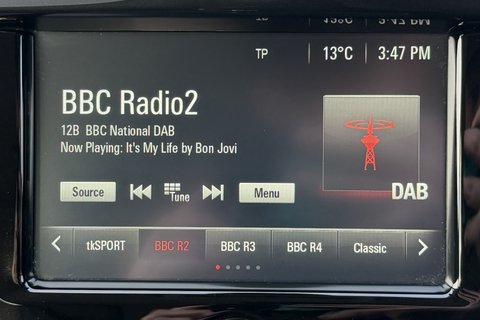 TP 13°C 3:47 PM
BBC Radio2
12B BBC National DAB
Now Playing: It's My Life by Bon Jovi
DAB
Source Tune Menu
tkSPORT BBC R2 BBC R3 BBC R4 Classic